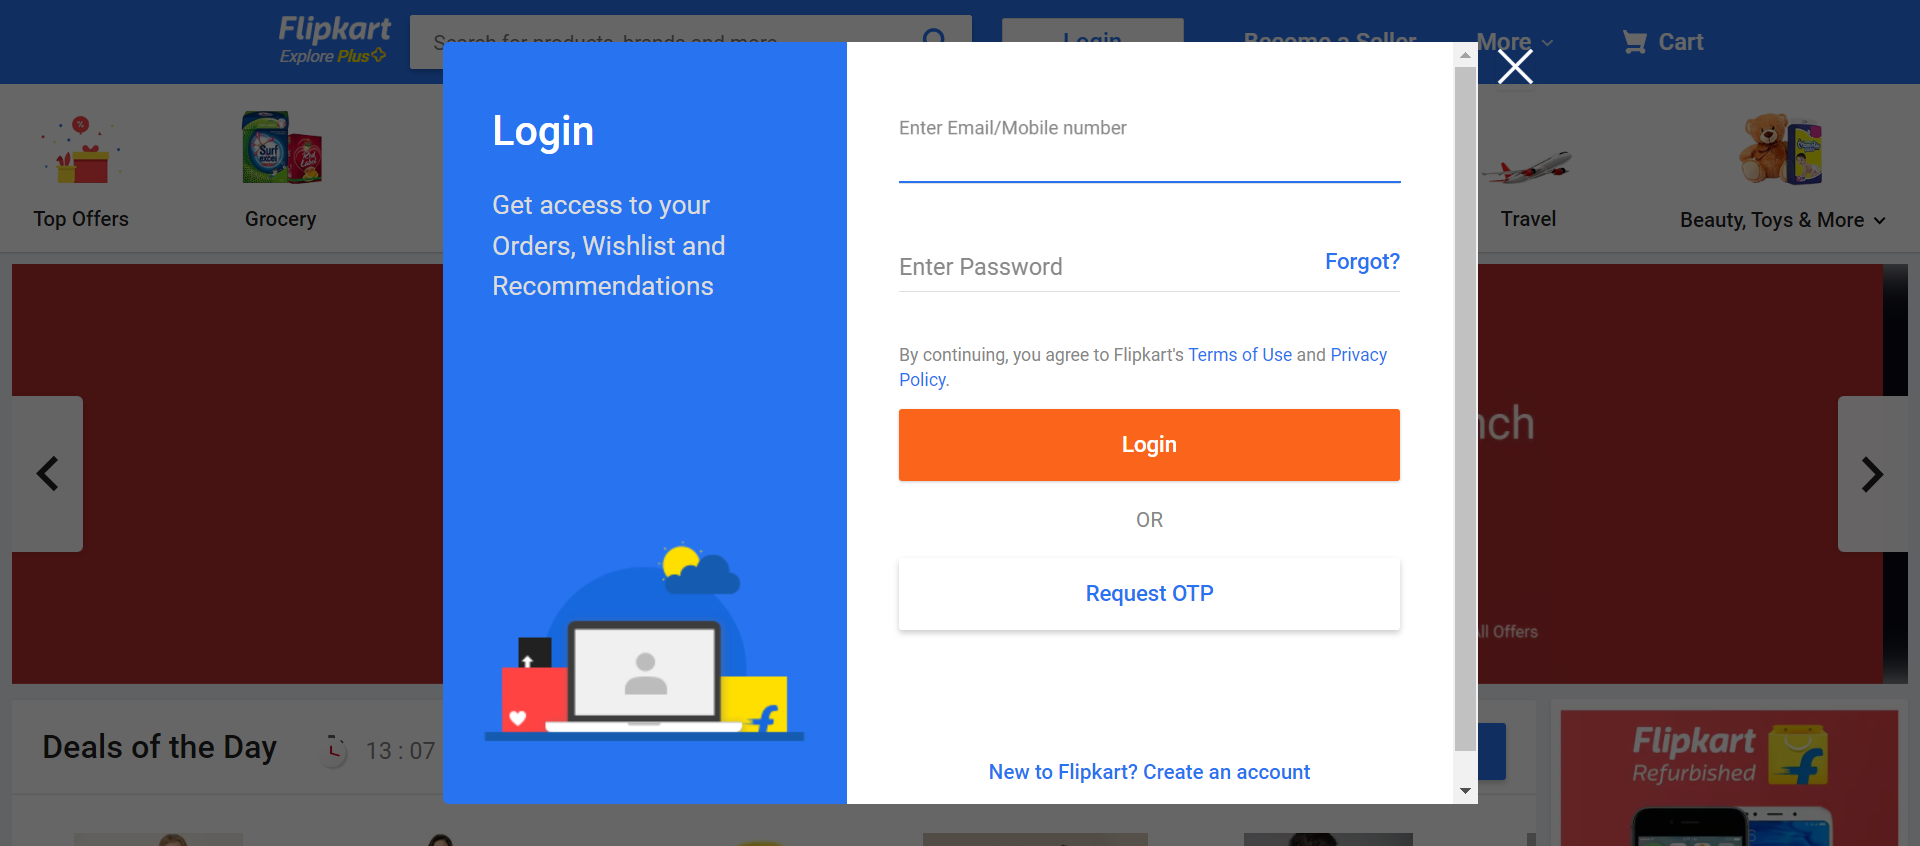 Flipkart
Explore Plus
Search for products, brands and more
Login
Become a Seller
More
Cart
Top Offers
Grocery
Travel
Beauty, Toys & More
Login
Get access to your
Orders, Wishlist and
Recommendations
Enter Email/Mobile number
Enter Password
Forgot?
By continuing, you agree to Flipkart's Terms of Use and Privacy
Policy.
Login
OR
Request OTP
New to Flipkart? Create an account
nch
All Offers
Deals of the Day
13 : 07
Flipkart
Refurbished
Surf
excel